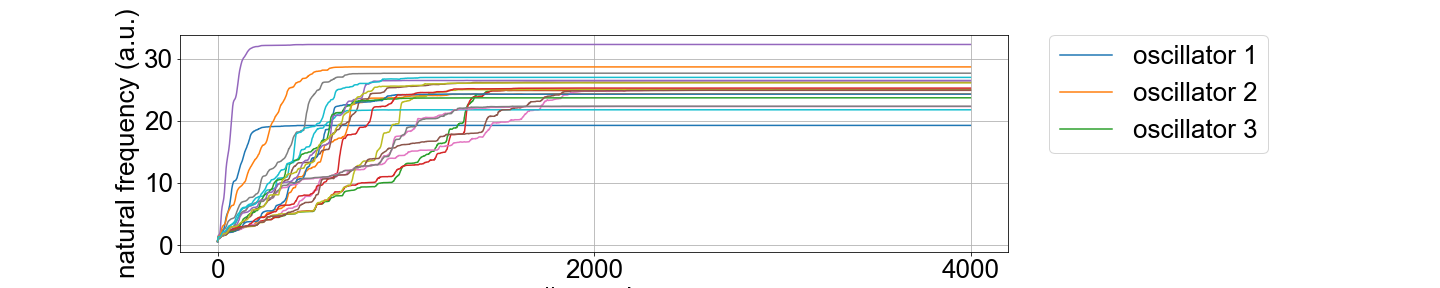 natural frequency (a.u.)
30
20
10
0
0 2000 4000
oscillator 1
oscillator 2
oscillator 3